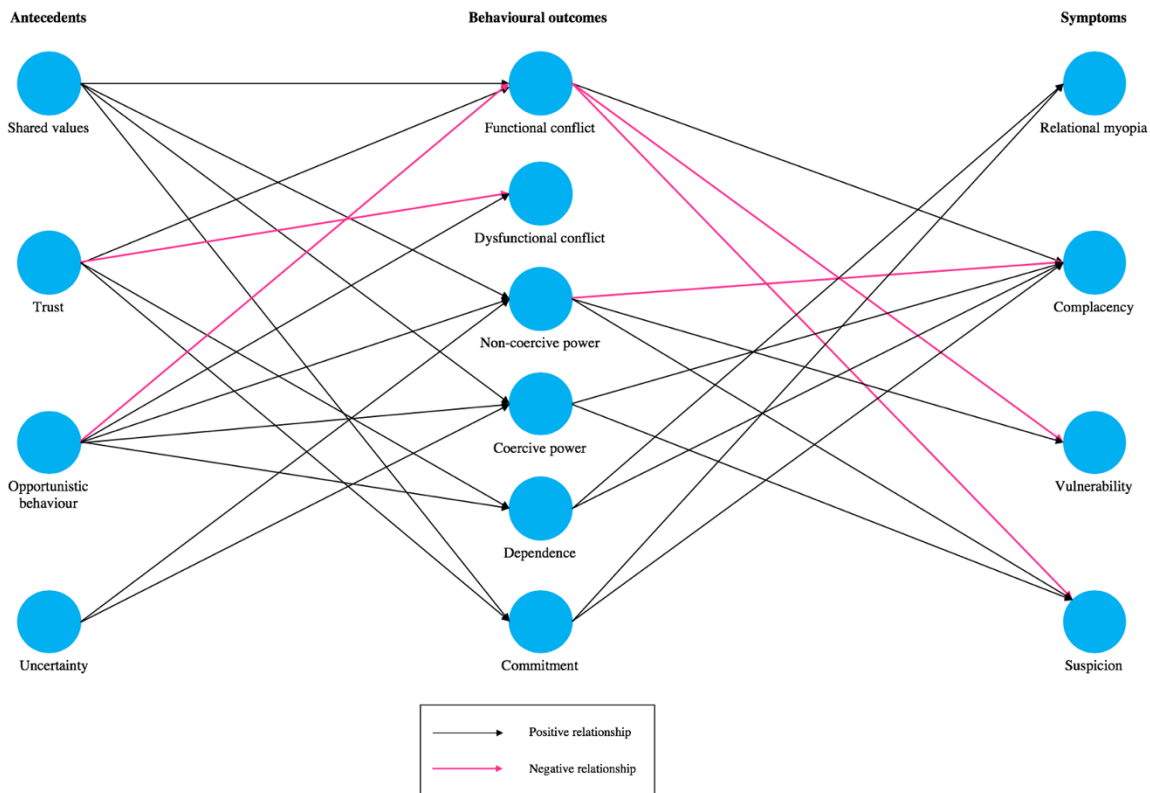 Antecedents
Behavioural outcomes
Symptoms
Shared values
Functional conflict
Relational myopia
Dysfunctional conflict
Trust
Non-coercive power
Complacency
Coercive power
Opportunistic
behaviour
Vulnerability
Dependence
Uncertainty
Commitment
Suspicion
Positive relationship
Negative relationship